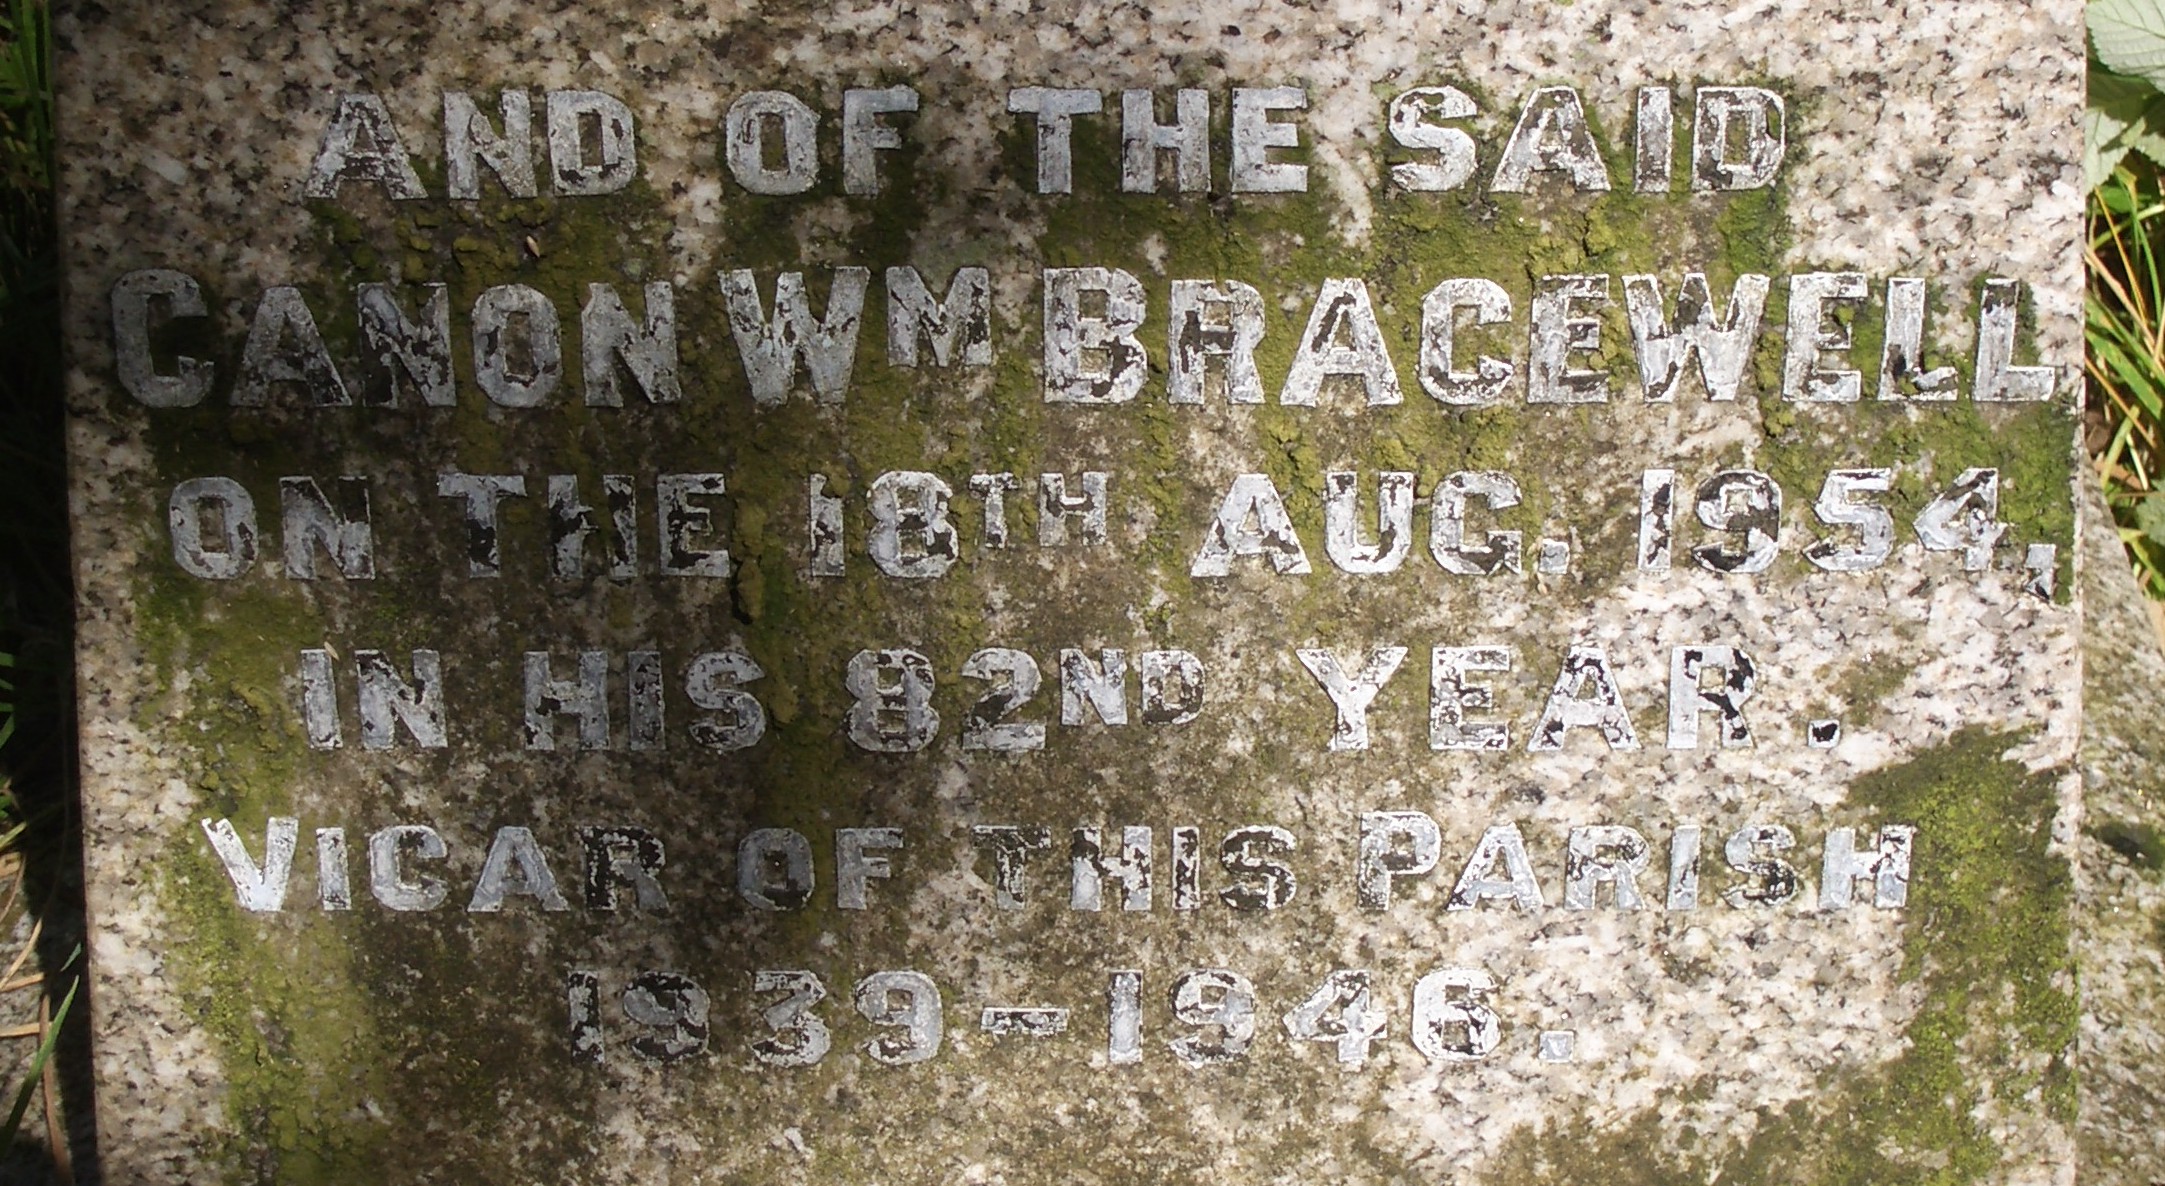 AND OF THE SAID
CANON WM BRACEWELL
ON THE 18TH AUG. 1954,
IN HIS 82ND YEAR.
VICAR OF THIS PARISH
1939-1946.